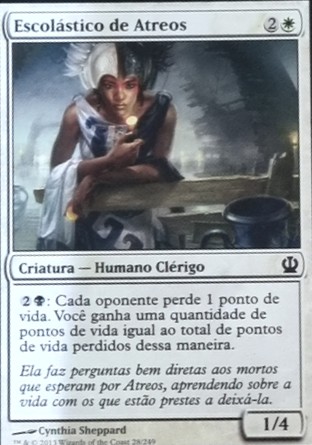 Escolástico de Atreos 2
Criatura — Humano Clérigo
2: Cada oponente perde 1 ponto de
vida. Você ganha uma quantidade de
pontos de vida igual ao total de pontos
de vida perdidos dessa maneira.
Ela faz perguntas bem diretas aos mortos
que esperam por Atreos, aprendendo sobre a
vida com os que estão prestes a deixá-la.
Cynthia Sheppard
™ & © 2013 Wizards of the Coast 28/249
1/4